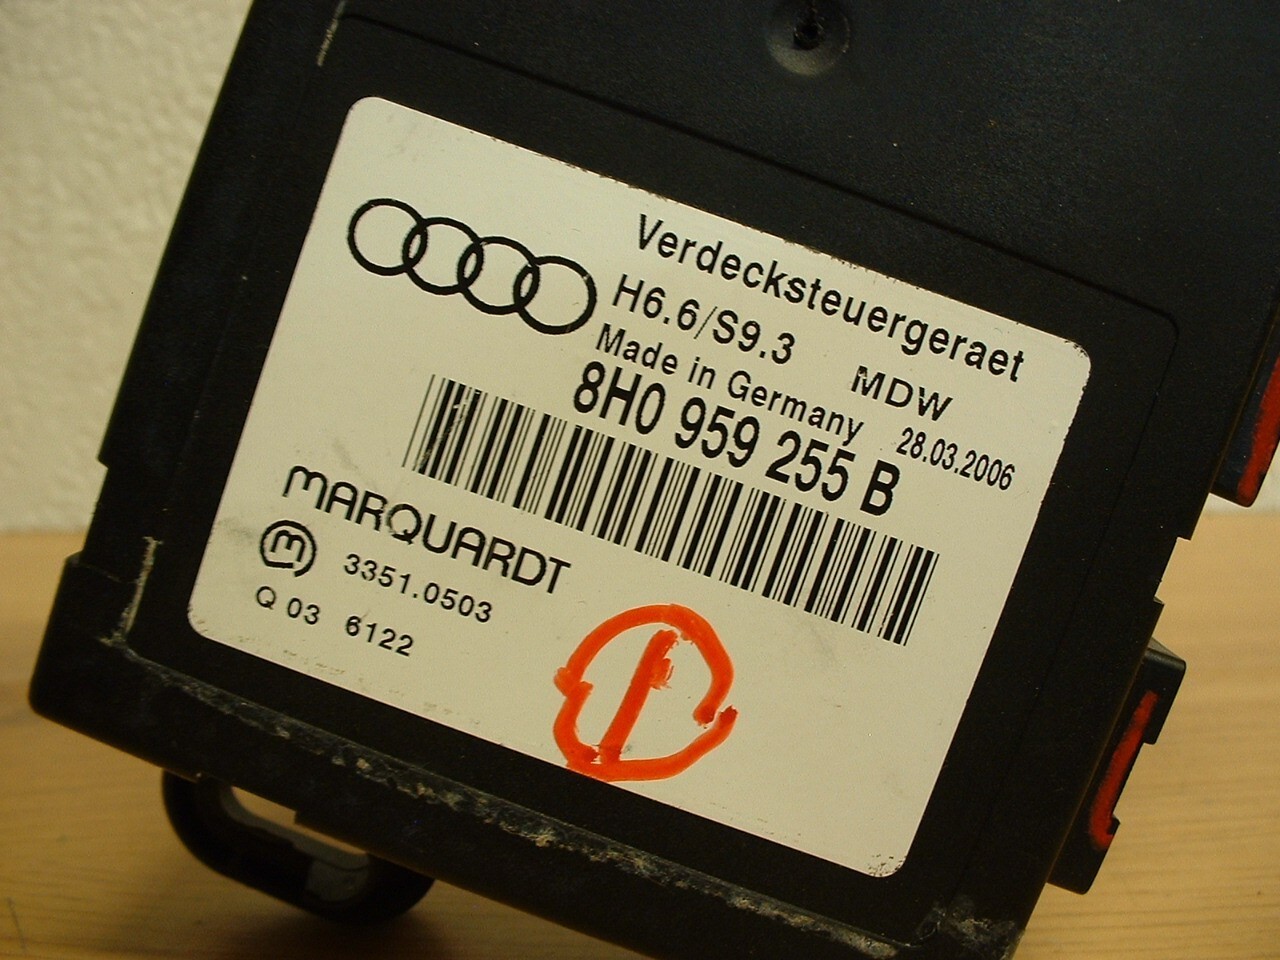 Verdecksteuergeraet
H6.6/S9.3 MDW
Made in Germany 28.03.2006
8H0 959 255 B
MARQUARDT
m 3351.0503
Q 03 6122